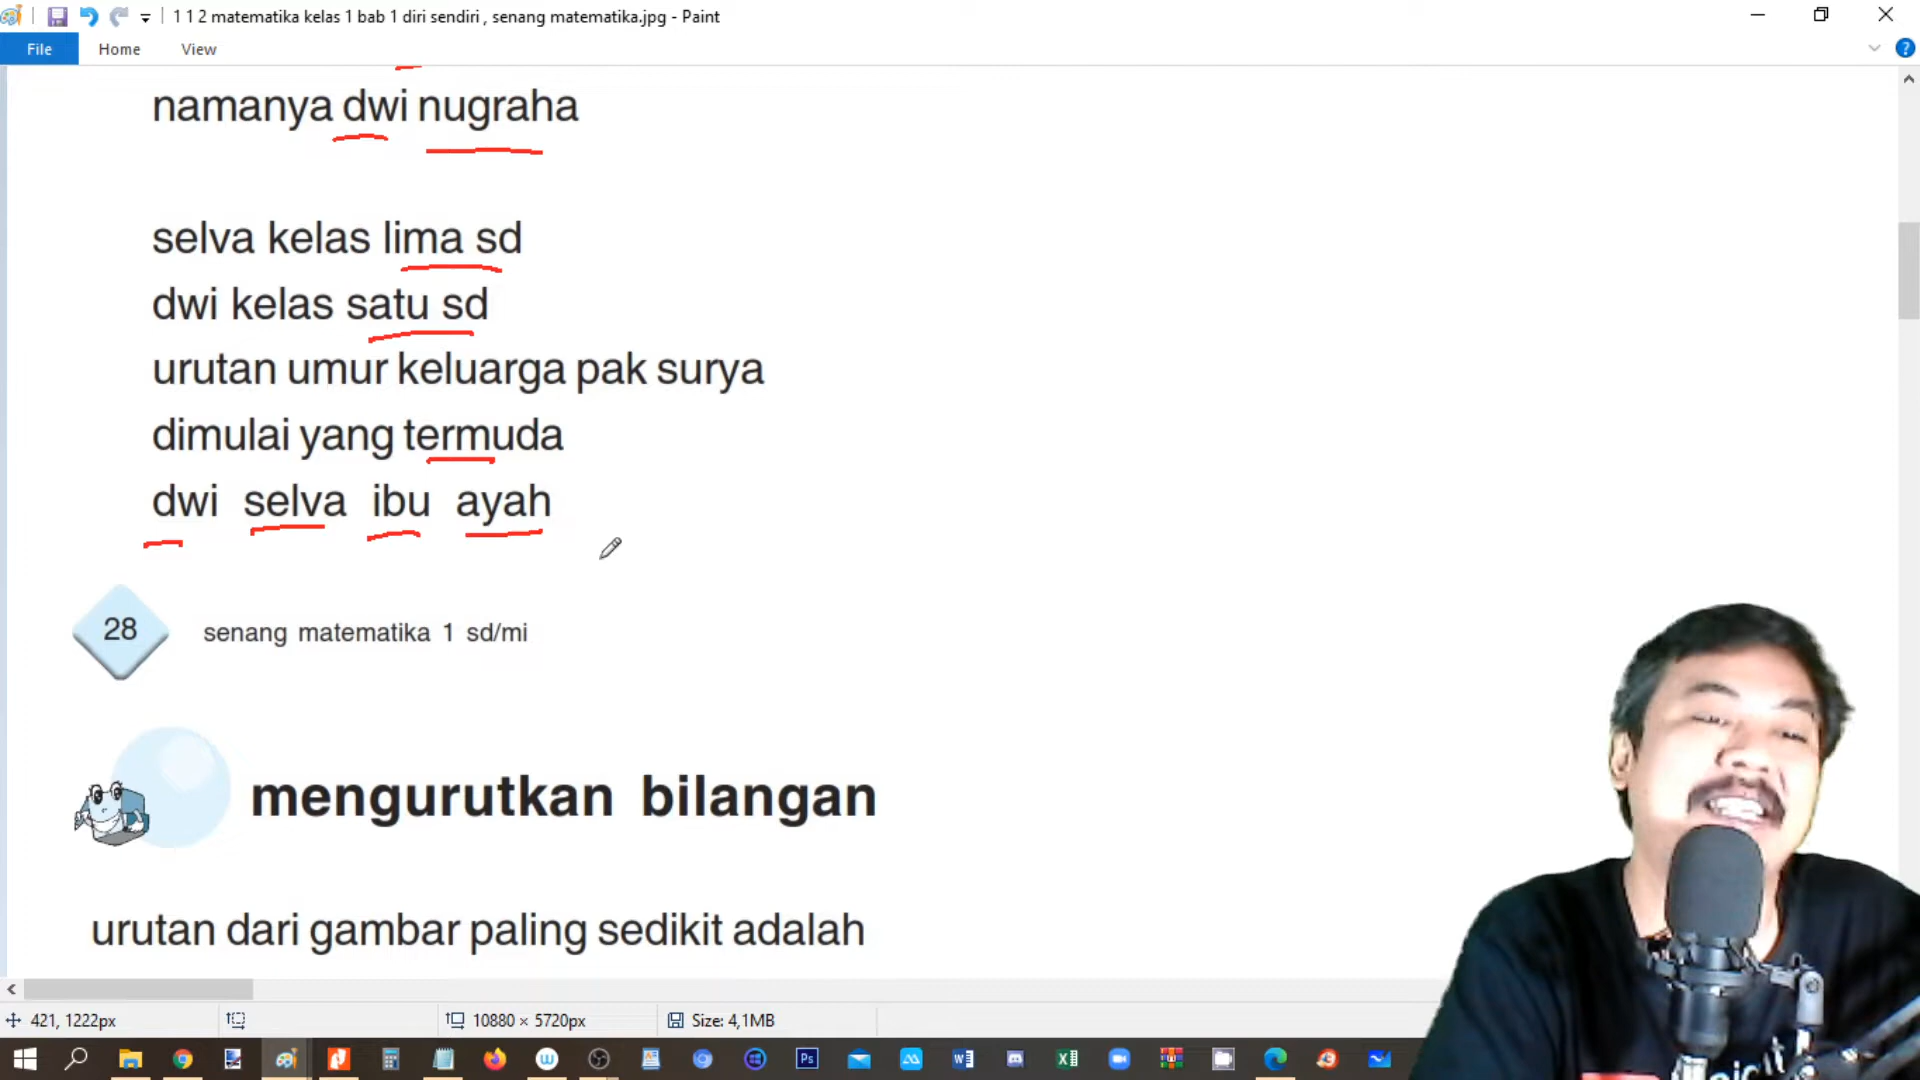 1 1 2 matematika kelas 1 bab 1 diri sendiri , senang matematika.jpg - Paint
File Home View
namanya dwi nugraha
selva kelas lima sd
dwi kelas satu sd
urutan umur keluarga pak surya
dimulai yang termuda
dwi selva ibu ayah
28
senang matematika 1 sd/mi
mengurutkan bilangan
urutan dari gambar paling sedikit adalah
421, 1222px
10880 × 5720px
Size: 4,1MB